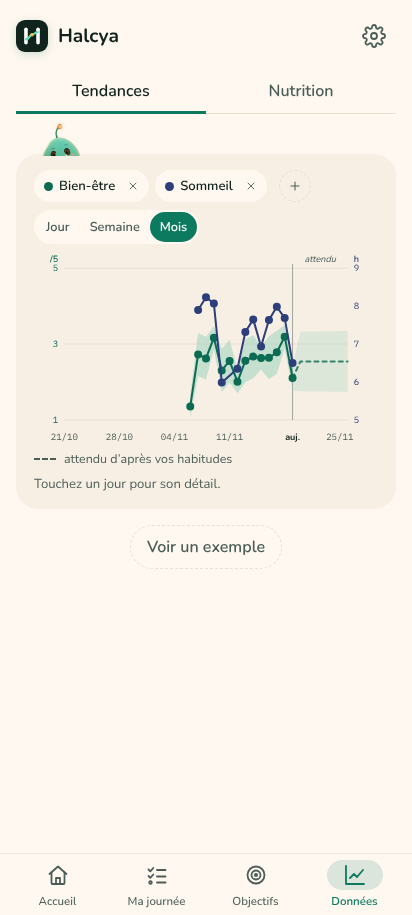 Halcya
Tendances
Nutrition
Bien-être ×
Sommeil ×
+
Jour
Semaine
Mois
/5
attendu
h
5
9
8
3
7
6
1
5
21/10
28/10
04/11
11/11
auj.
25/11
attendu d’après vos habitudes
Touchez un jour pour son détail.
Voir un exemple
Accueil
Ma journée
Objectifs
Données